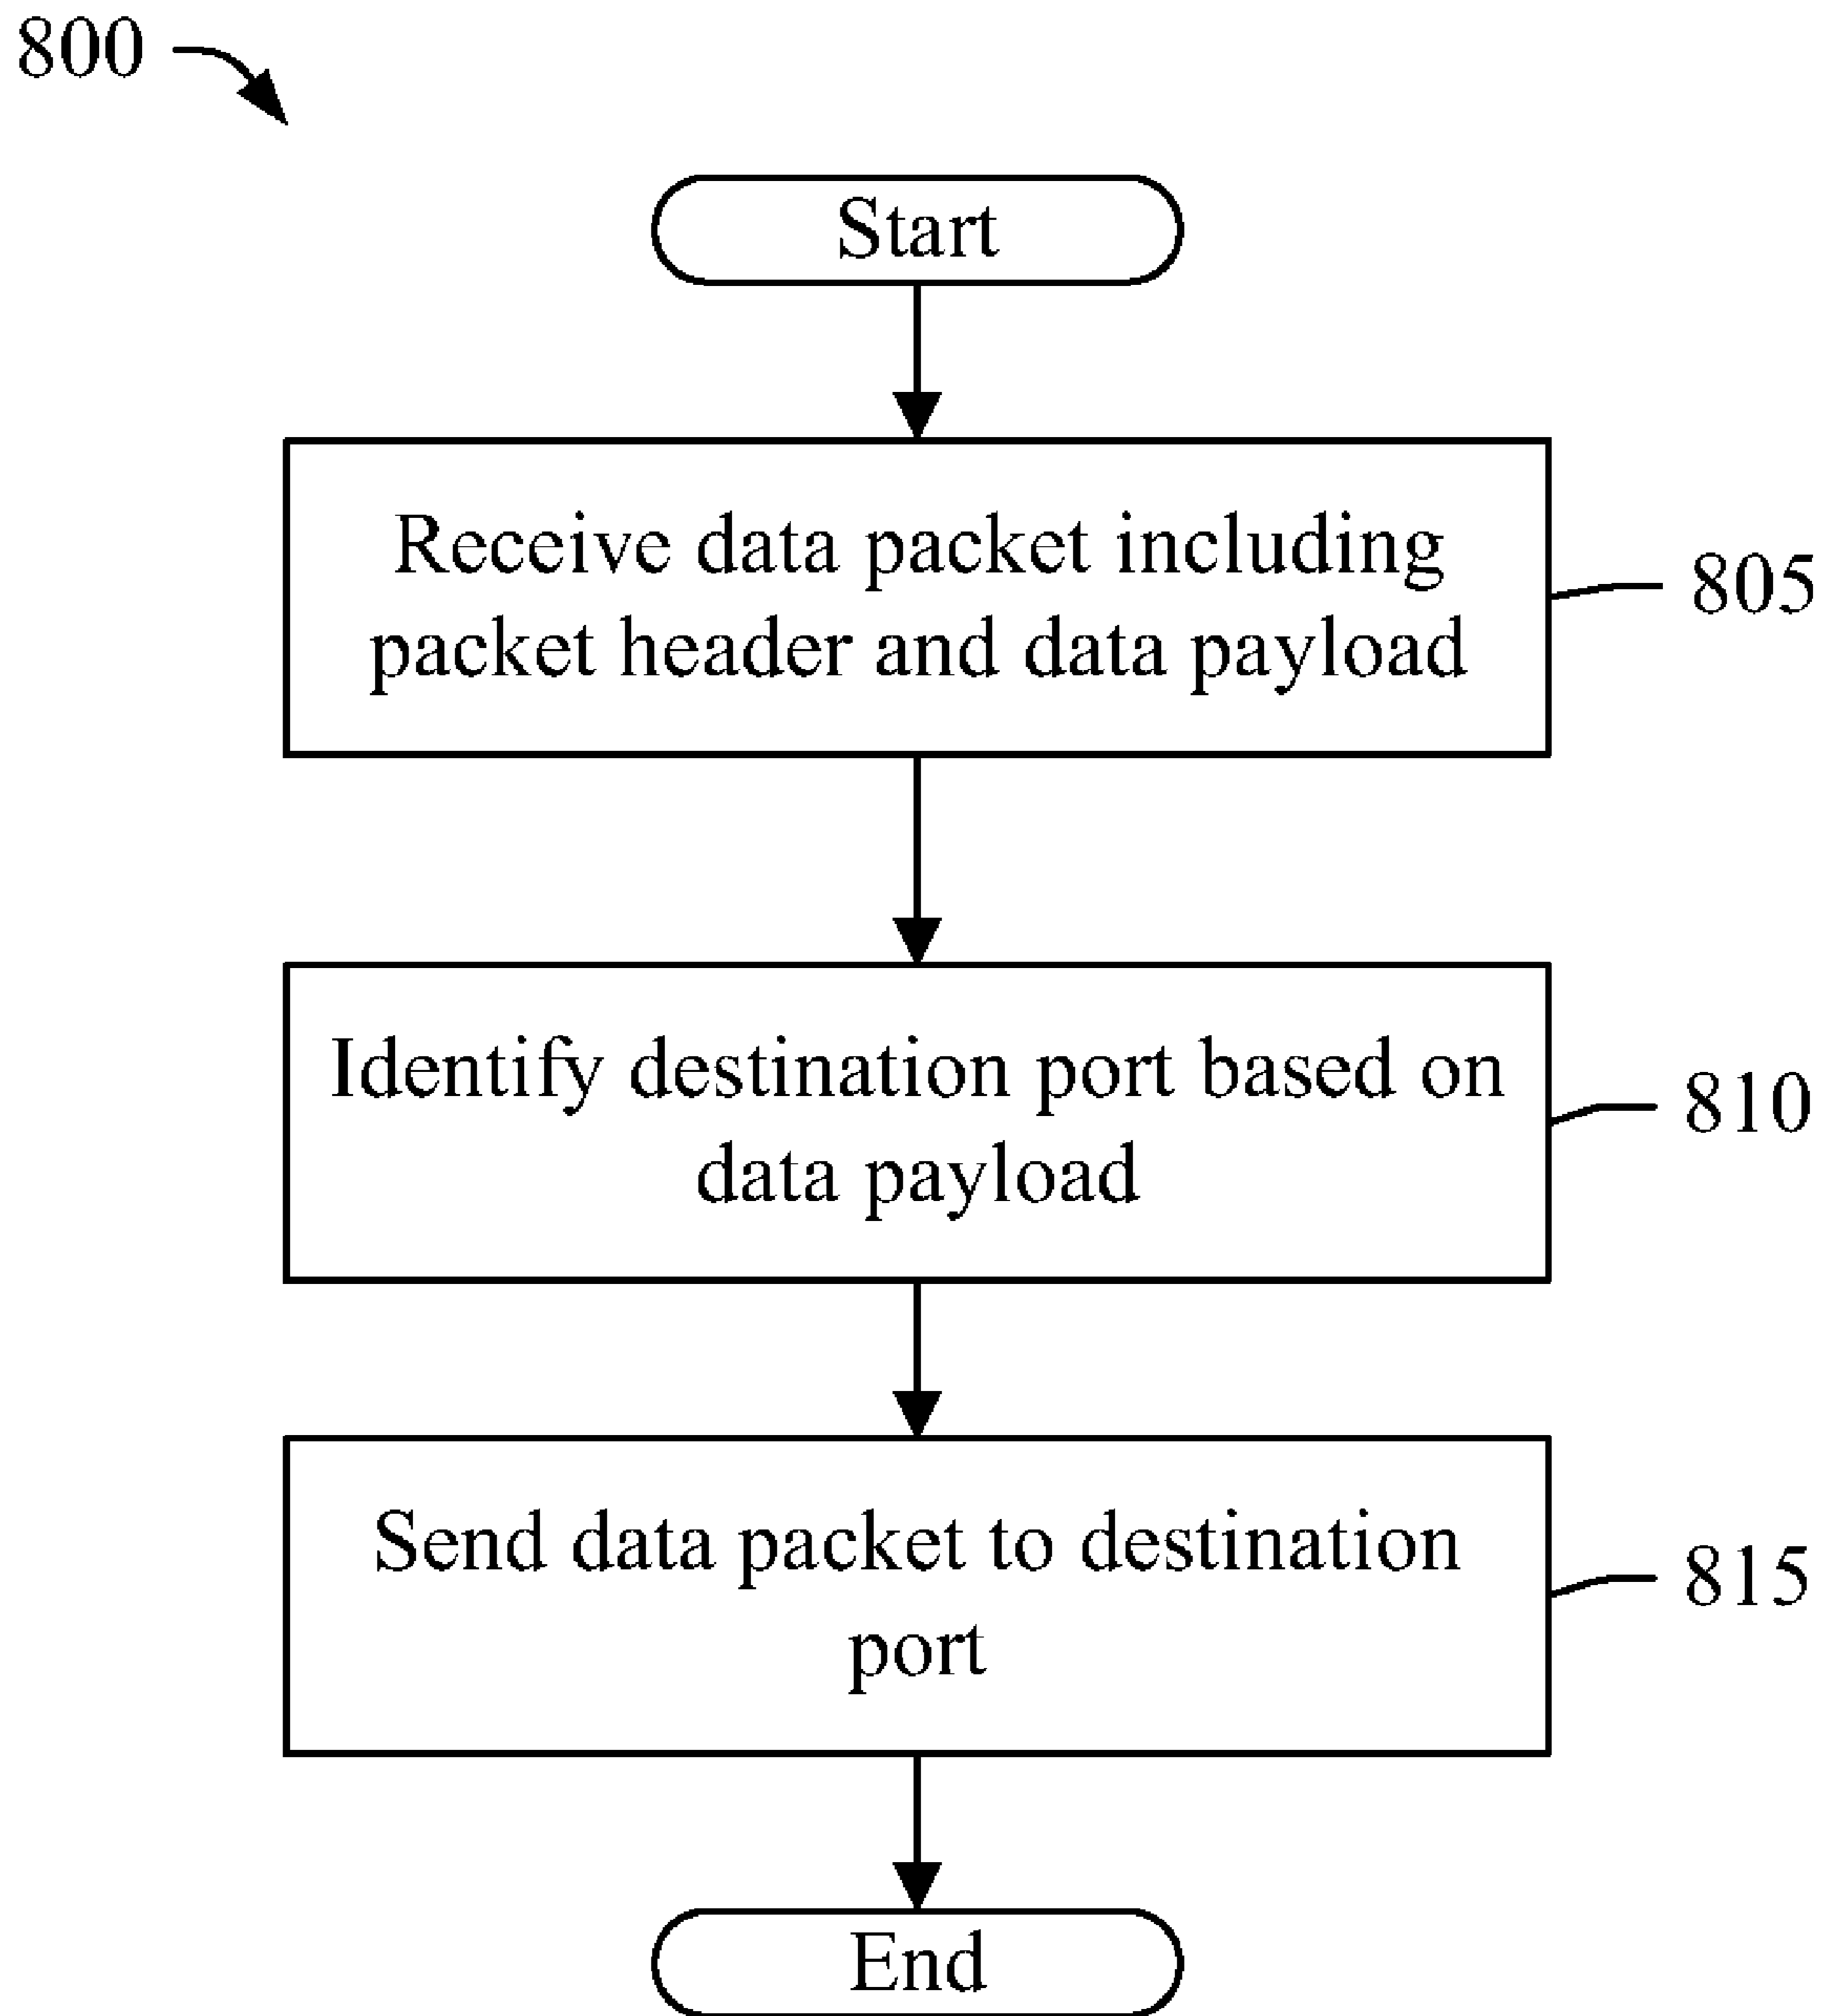 800
Start
Receive data packet including
packet header and data payload
805
Identify destination port based on
data payload
810
Send data packet to destination
port
815
End